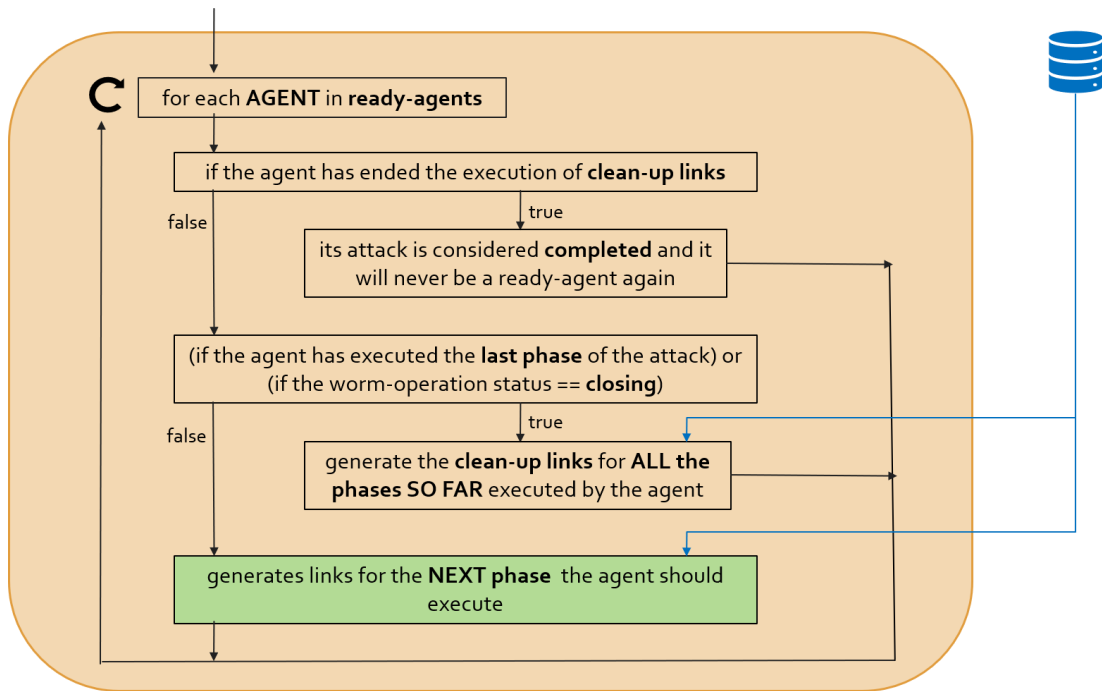 for each AGENT in ready-agents
if the agent has ended the execution of clean-up links
false
true
its attack is considered completed and it
will never be a ready-agent again
(if the agent has executed the last phase of the attack) or
(if the worm-operation status == closing)
false
true
generate the clean-up links for ALL the
phases SO FAR executed by the agent
generates links for the NEXT phase the agent should
execute